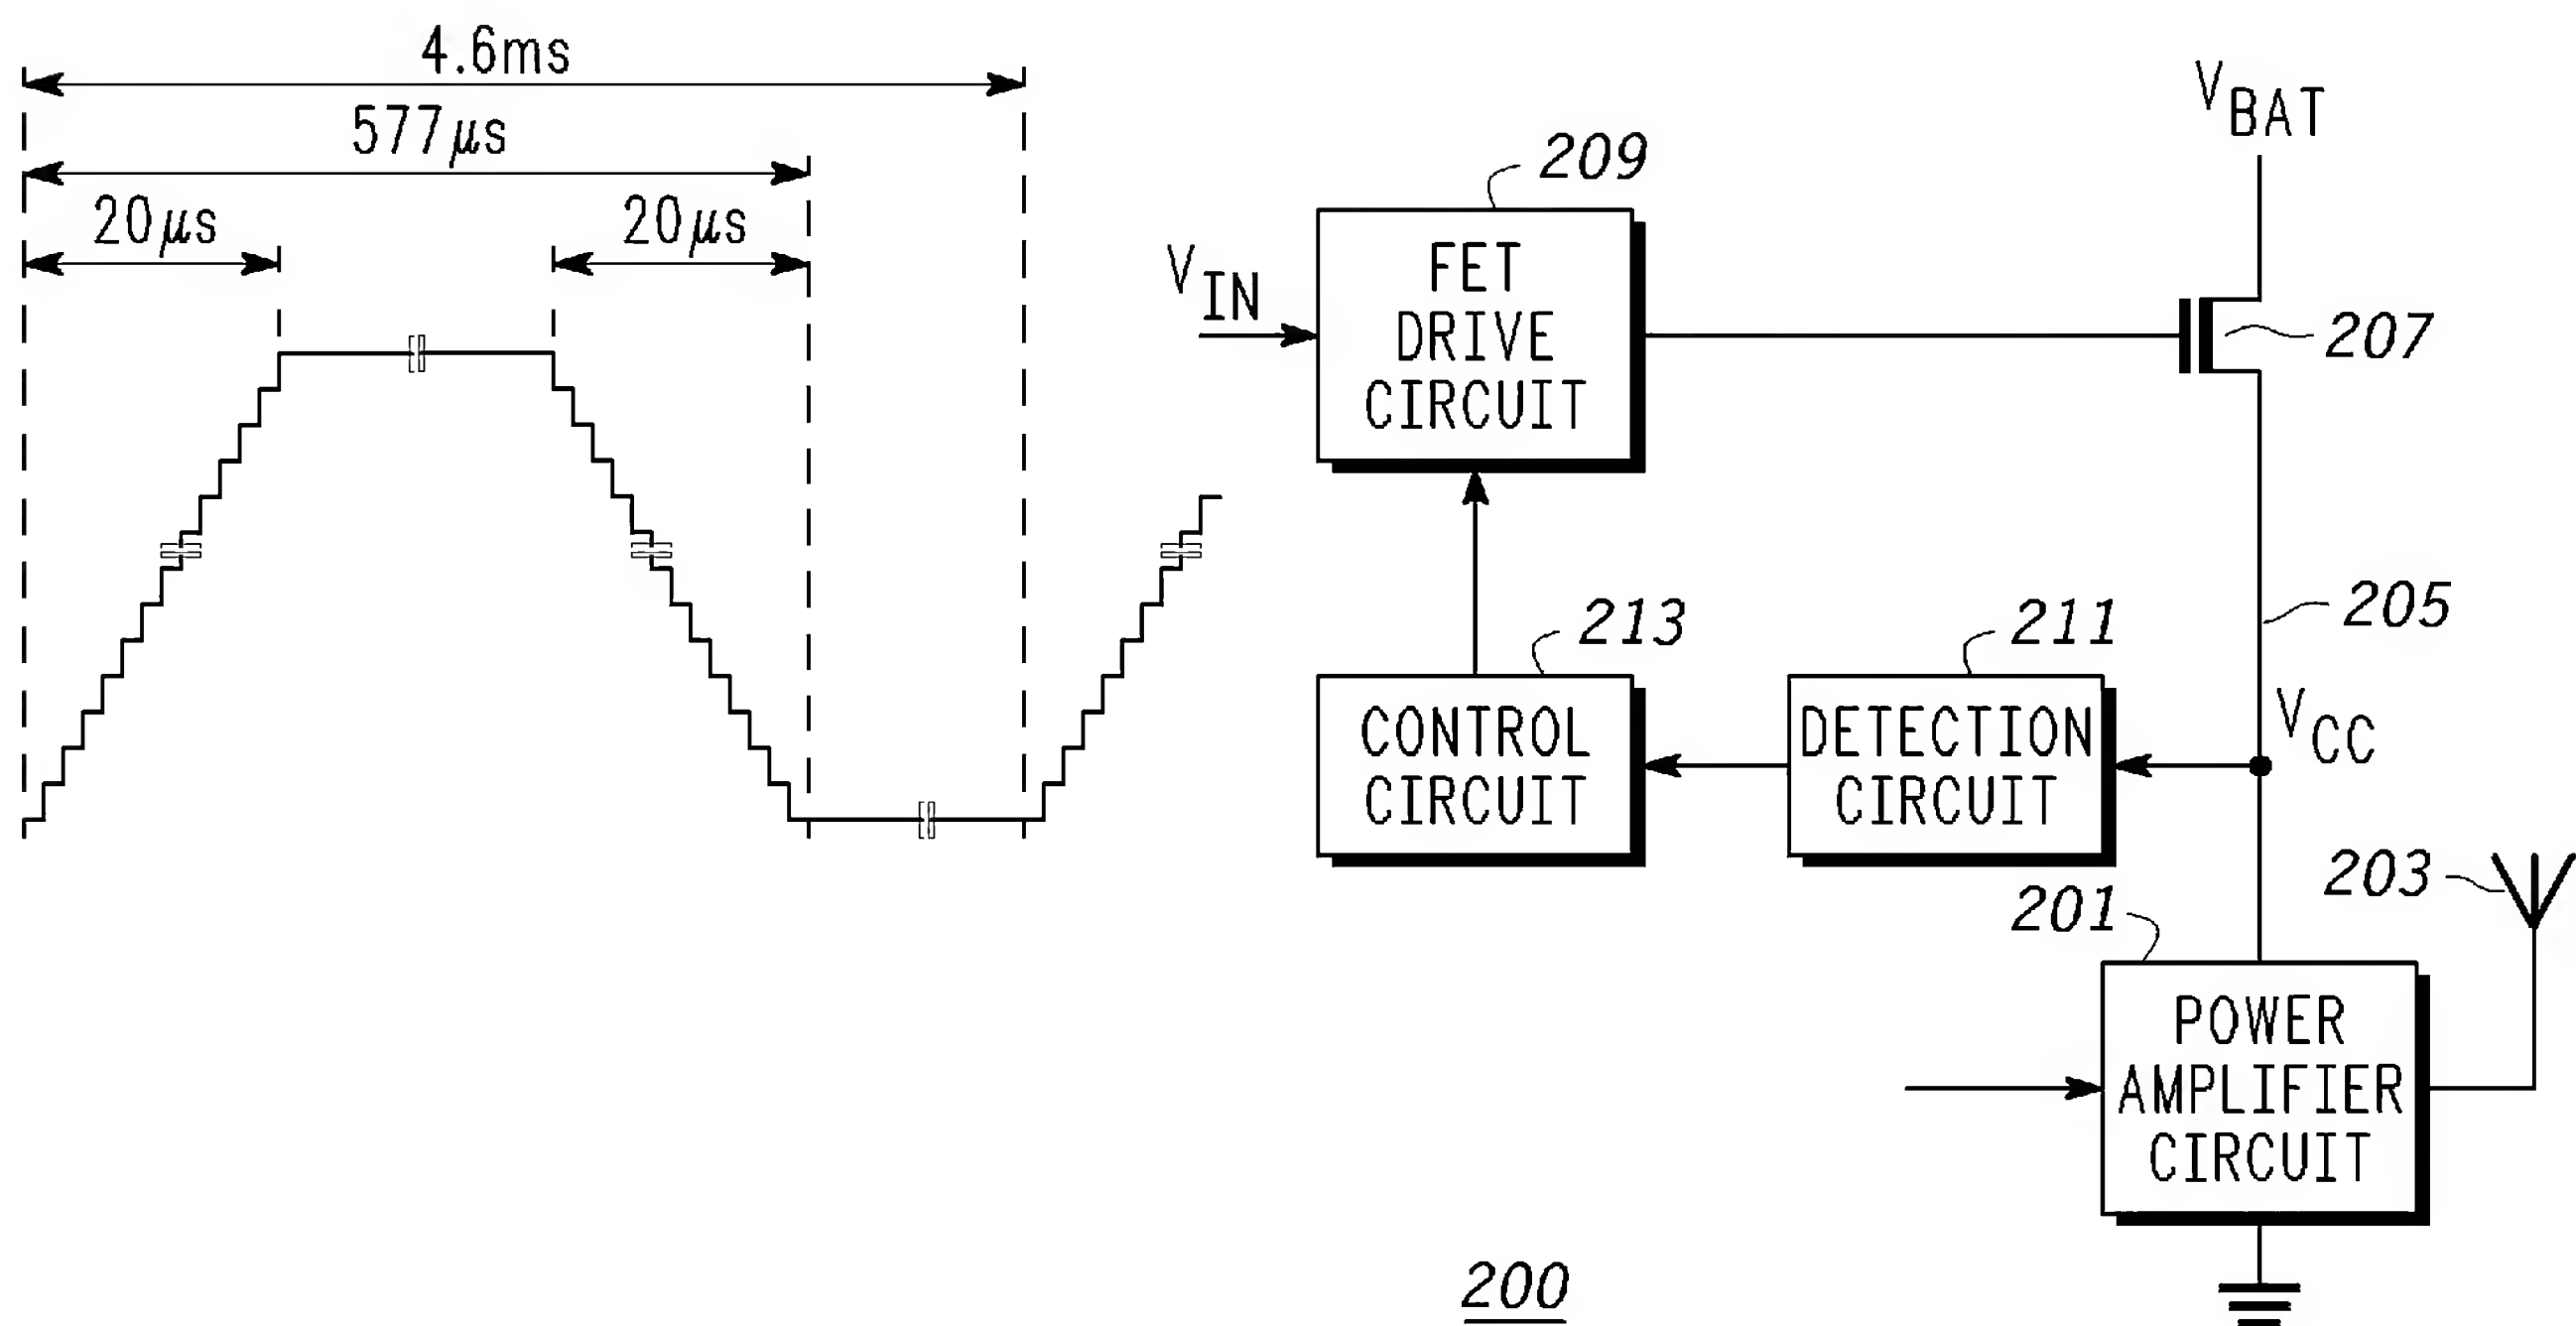 4.6ms
577μs
20μs
20μs
VBAT
209
VIN
FET
DRIVE
CIRCUIT
207
205
213
211
CONTROL
CIRCUIT
DETECTION
CIRCUIT
VCC
203
201
POWER
AMPLIFIER
CIRCUIT
200